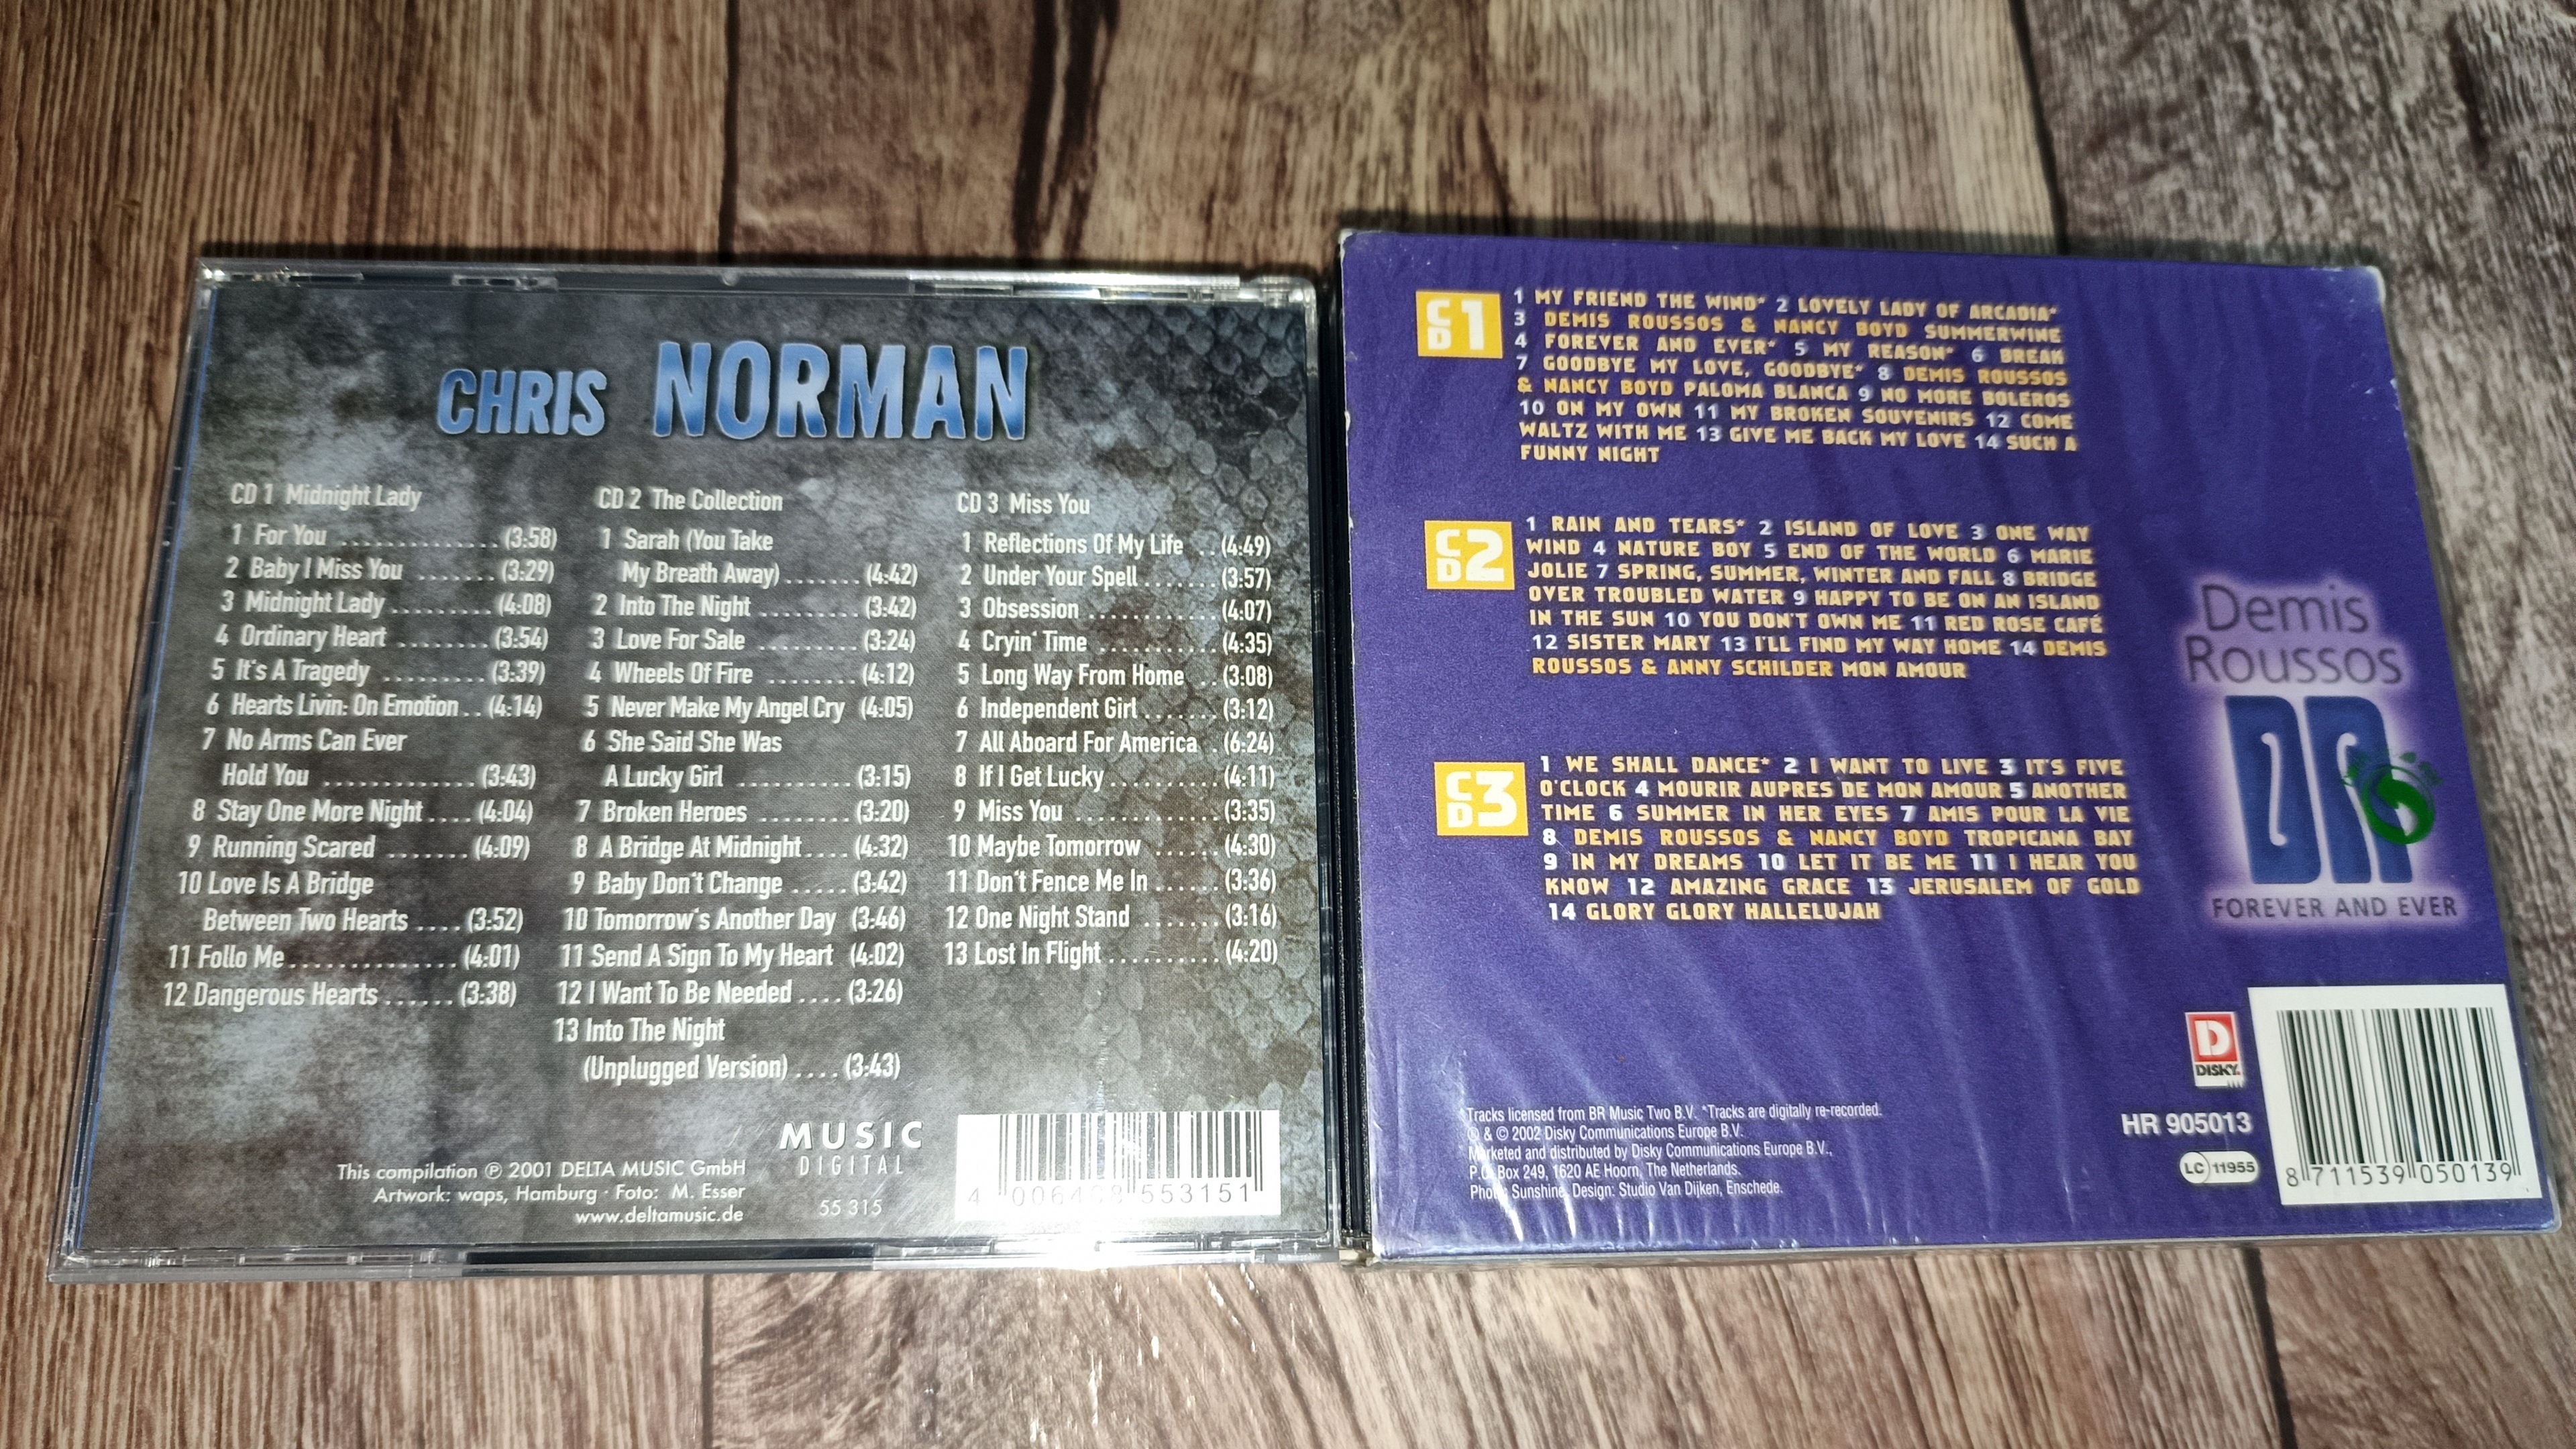 CHRIS NORMAN
CD 1 Midnight Lady
1 For You ............... (3:58)
2 Baby I Miss You ....... (3:29)
3 Midnight Lady .......... (4:08)
4 Ordinary Heart ........ (3:54)
5 It's A Tragedy ......... (3:39)
6 Hearts Livin: On Emotion .. (4:14)
7 No Arms Can Ever
Hold You .............. (3:43)
8 Stay One More Night .... (4:04)
9 Running Scared ....... (4:09)
10 Love Is A Bridge
Between Two Hearts .... (3:52)
11 Follo Me .............. (4:01)
12 Dangerous Hearts ...... (3:38)
CD 2 The Collection
1 Sarah (You Take
My Breath Away) ....... (4:42)
2 Into The Night ......... (3:42)
3 Love For Sale ......... (3:24)
4 Wheels Of Fire ........ (4:12)
5 Never Make My Angel Cry (4:05)
6 She Said She Was
A Lucky Girl .......... (3:15)
7 Broken Heroes ........ (3:20)
8 A Bridge At Midnight .... (4:32)
9 Baby Don't Change ..... (3:42)
10 Tomorrow's Another Day (3:46)
11 Send A Sign To My Heart (4:02)
12 I Want To Be Needed .... (3:26)
13 Into The Night
(Unplugged Version) .... (3:43)
CD 3 Miss You
1 Reflections Of My Life .. (4:49)
2 Under Your Spell ....... (3:57)
3 Obsession ............ (4:07)
4 Cryin' Time .......... (4:35)
5 Long Way From Home .. (3:08)
6 Independent Girl ....... (3:12)
7 All Aboard For America . (6:24)
8 If I Get Lucky .......... (4:11)
9 Miss You ............. (3:35)
10 Maybe Tomorrow ...... (4:30)
11 Don't Fence Me In ...... (3:36)
12 One Night Stand ....... (3:16)
13 Lost In Flight .......... (4:20)
This compilation ℗ 2001 DELTA MUSIC GmbH
Artwork: waps, Hamburg · Foto: M. Esser
www.deltamusic.de
MUSIC
DIGITAL
55 315
4 006408 553151
CD 1
1 MY FRIEND THE WIND* 2 LOVELY LADY OF ARCADIA*
3 DEMIS ROUSSOS & NANCY BOYD SUMMERWINE
4 FOREVER AND EVER* 5 MY REASON* 6 BREAK
7 GOODBYE MY LOVE, GOODBYE* 8 DEMIS ROUSSOS
& NANCY BOYD PALOMA BLANCA 9 NO MORE BOLEROS
10 ON MY OWN 11 MY BROKEN SOUVENIRS 12 COME
WALTZ WITH ME 13 GIVE ME BACK MY LOVE 14 SUCH A
FUNNY NIGHT
CD 2
1 RAIN AND TEARS* 2 ISLAND OF LOVE 3 ONE WAY
WIND 4 NATURE BOY 5 END OF THE WORLD 6 MARIE
JOLIE 7 SPRING, SUMMER, WINTER AND FALL 8 BRIDGE
OVER TROUBLED WATER 9 HAPPY TO BE ON AN ISLAND
IN THE SUN 10 YOU DON'T OWN ME 11 RED ROSE CAFÉ
12 SISTER MARY 13 I'LL FIND MY WAY HOME 14 DEMIS
ROUSSOS & ANNY SCHILDER MON AMOUR
CD 3
1 WE SHALL DANCE* 2 I WANT TO LIVE 3 IT'S FIVE
O'CLOCK 4 MOURIR AUPRES DE MON AMOUR 5 ANOTHER
TIME 6 SUMMER IN HER EYES 7 AMIS POUR LA VIE
8 DEMIS ROUSSOS & NANCY BOYD TROPICANA BAY
9 IN MY DREAMS 10 LET IT BE ME 11 I HEAR YOU
KNOW 12 AMAZING GRACE 13 JERUSALEM OF GOLD
14 GLORY GLORY HALLELUJAH
Demis
Roussos
DR
FOREVER AND EVER
*Tracks licensed from BR Music Two B.V. *Tracks are digitally re-recorded.
℗ & © 2002 Disky Communications Europe B.V.
Marketed and distributed by Disky Communications Europe B.V.,
P.O. Box 249, 1620 AE Hoorn, The Netherlands.
Photo: Sunshine, Design: Studio Van Dijken, Enschede.
D
DISKY.
HR 905013
LC 11955
8 711539 050139